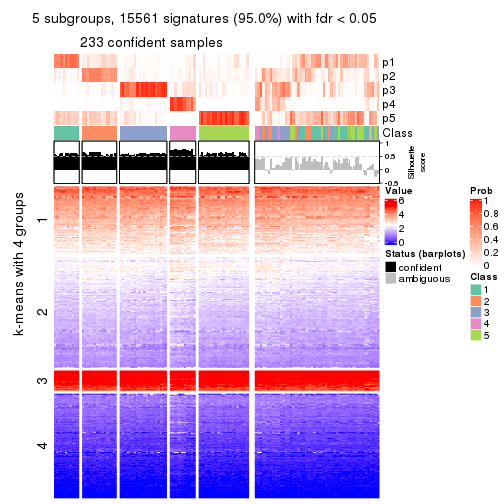 5 subgroups, 15561 signatures (95.0%) with fdr < 0.05
233 confident samples
p1
p2
p3
p4
p5
Class
1
0.5
0
-0.5
Silhouette
score
k-means with 4 groups
1
2
3
4
Value
6
4
2
0
Status (barplots)
confident
ambiguous
Prob
1
0.8
0.6
0.4
0.2
0
Class
1
2
3
4
5